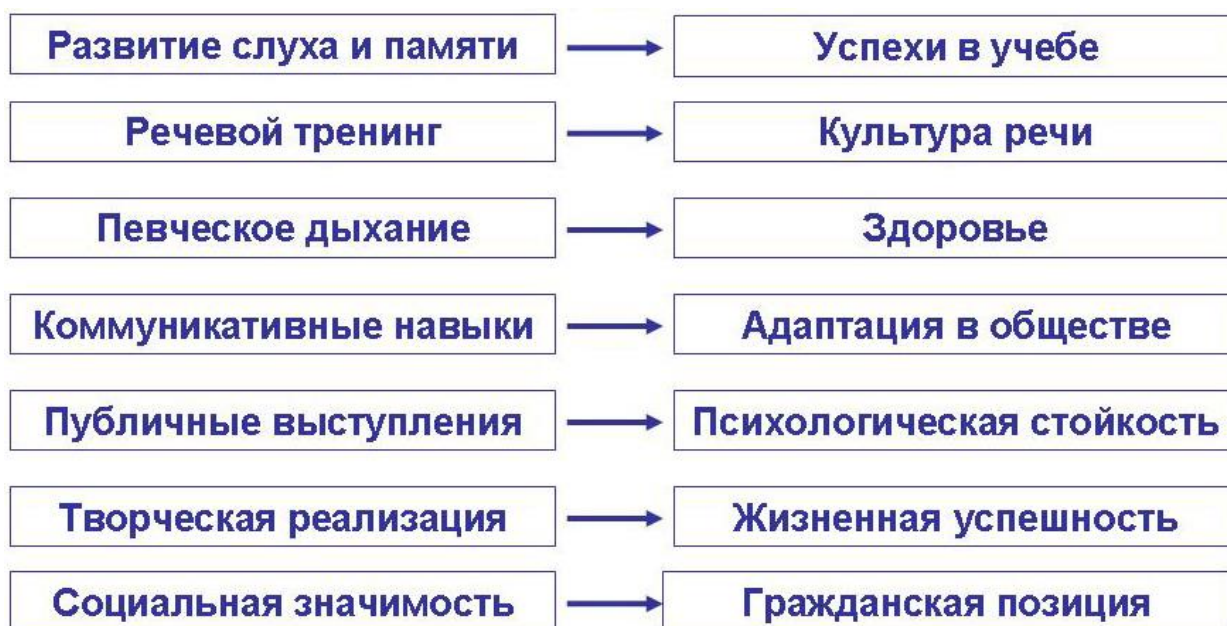 Развитие слуха и памяти
Успехи в учебе
Речевой тренинг
Культура речи
Певческое дыхание
Здоровье
Коммуникативные навыки
Адаптация в обществе
Публичные выступления
Психологическая стойкость
Творческая реализация
Жизненная успешность
Социальная значимость
Гражданская позиция